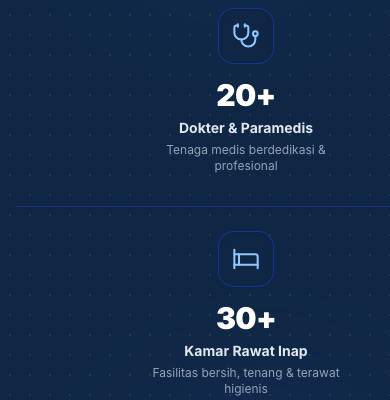 20+
Dokter & Paramedis
Tenaga medis berdedikasi &
profesional
30+
Kamar Rawat Inap
Fasilitas bersih, tenang & terawat
higienis